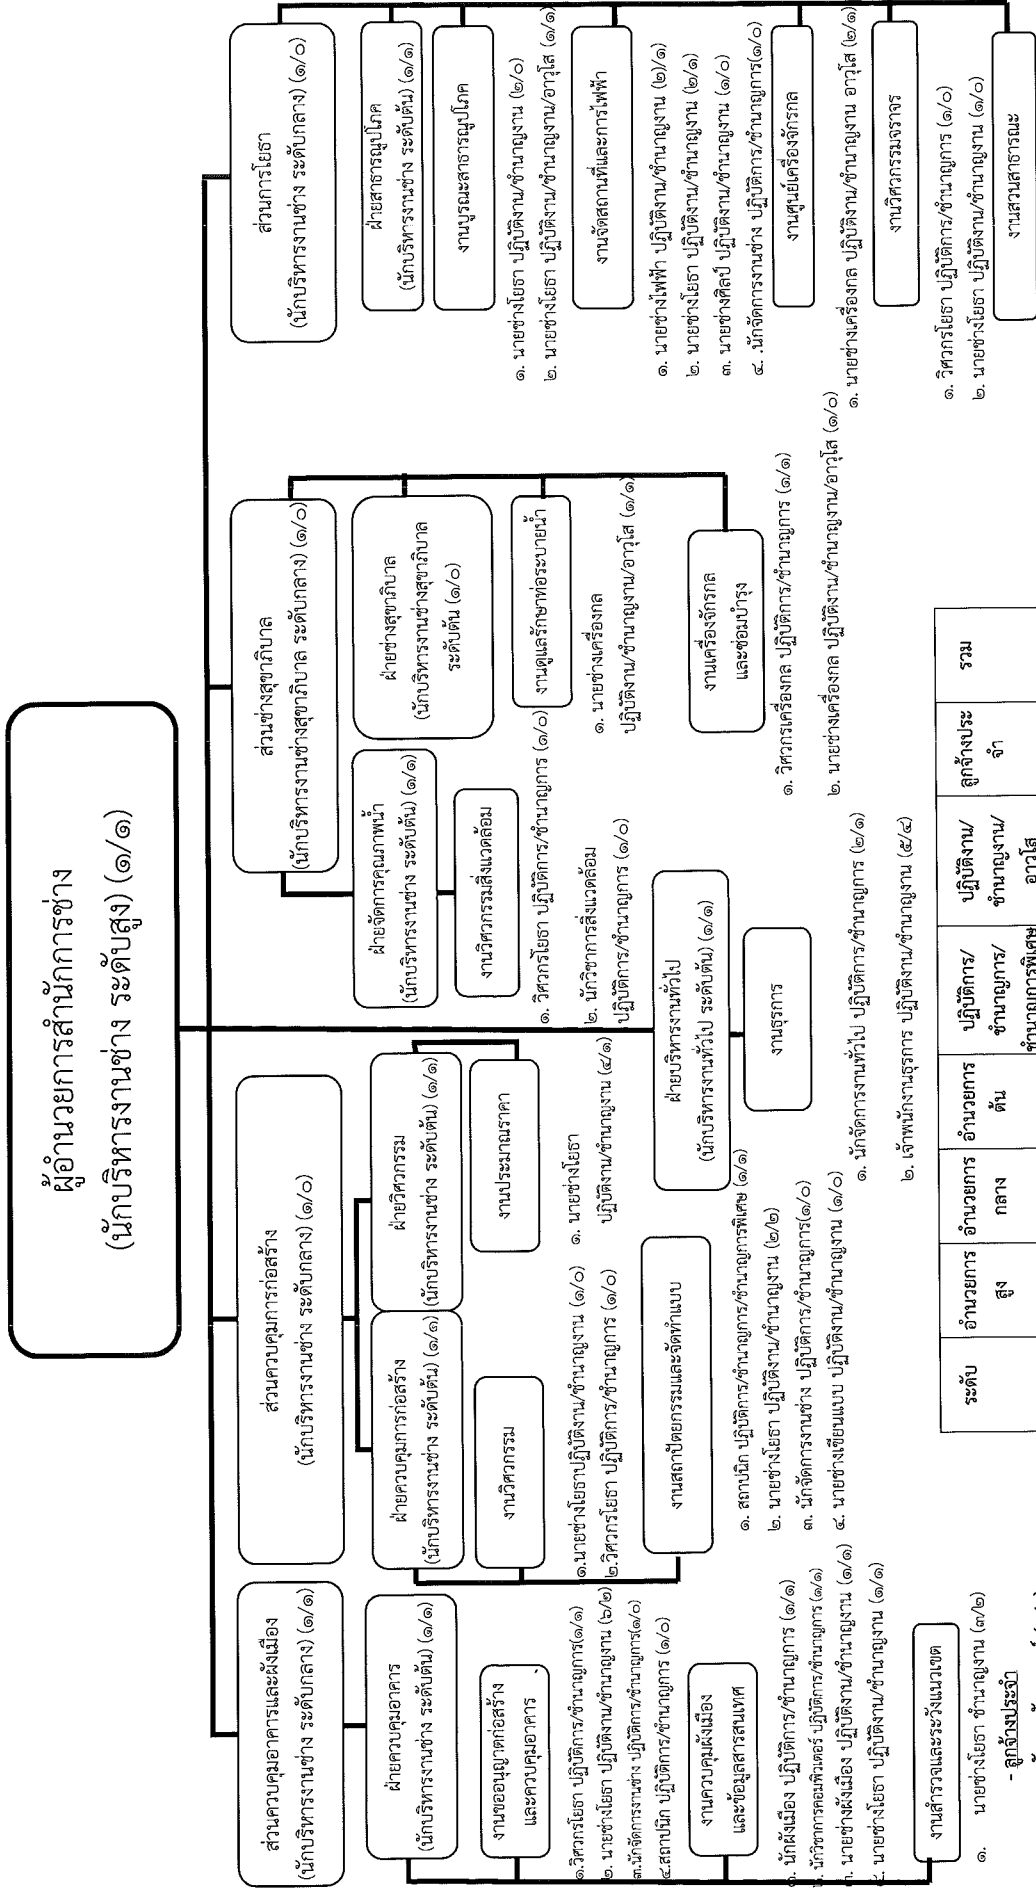 ผู้อำนวยการสำนักการช่าง
(นักบริหารงานช่าง ระดับสูง) (๑/๑)
ส่วนควบคุมอาคารและผังเมือง
(นักบริหารงานช่าง ระดับกลาง) (๑/๑)
ฝ่ายควบคุมอาคาร
(นักบริหารงานช่าง ระดับต้น) (๑/๑)
งานขออนุญาตก่อสร้าง
และควบคุมอาคาร
๑.วิศวกรโยธา ปฏิบัติการ/ชำนาญการ(๑/๑)
๒. นายช่างโยธา ปฏิบัติงาน/ชำนาญงาน (๖/๒)
๓.นักจัดการงานช่าง ปฏิบัติการ/ชำนาญการ(๑/๐)
๔.สถาปนิก ปฏิบัติการ/ชำนาญการ (๑/๐)
งานควบคุมผังเมือง
และข้อมูลสารสนเทศ
๑. นักผังเมือง ปฏิบัติการ/ชำนาญการ (๑/๑)
๒. นักวิชาการคอมพิวเตอร์ ปฏิบัติการ/ชำนาญการ (๑/๑)
๓. นายช่างผังเมือง ปฏิบัติงาน/ชำนาญงาน (๑/๑)
๔. นายช่างโยธา ปฏิบัติงาน/ชำนาญงาน (๑/๑)
งานสำรวจและระวังแนวเขต
๑. นายช่างโยธา ชำนาญงาน (๓/๒)
- ลูกจ้างประจำ
ส่วนควบคุมการก่อสร้าง
(นักบริหารงานช่าง ระดับกลาง) (๑/๐)
ฝ่ายควบคุมการก่อสร้าง
(นักบริหารงานช่าง ระดับต้น) (๑/๑)
งานวิศวกรรม
๑.นายช่างโยธาปฏิบัติงาน/ชำนาญงาน (๑/๐)
๒.วิศวกรโยธา ปฏิบัติการ/ชำนาญการ (๑/๐)
งานสถาปัตยกรรมและจัดทำแบบ
๑. สถาปนิก ปฏิบัติการ/ชำนาญการ/ชำนาญการพิเศษ (๑/๑)
๒. นายช่างโยธา ปฏิบัติงาน/ชำนาญงาน (๒/๒)
๓. นักจัดการงานช่าง ปฏิบัติการ/ชำนาญการ(๑/๐)
๔. นายช่างเขียนแบบ ปฏิบัติงาน/ชำนาญงาน (๑/๐)
ฝ่ายวิศวกรรม
(นักบริหารงานช่าง ระดับต้น) (๑/๑)
งานประมาณราคา
๑. นายช่างโยธา
ปฏิบัติงาน/ชำนาญงาน (๔/๑)
ฝ่ายบริหารงานทั่วไป
(นักบริหารงานทั่วไป ระดับต้น) (๑/๑)
งานธุรการ
๑. นักจัดการงานทั่วไป ปฏิบัติการ/ชำนาญการ (๒/๑)
๒. เจ้าพนักงานธุรการ ปฏิบัติงาน/ชำนาญงาน (๕/๔)
ส่วนช่างสุขาภิบาล
(นักบริหารงานช่างสุขาภิบาล ระดับกลาง) (๑/๐)
ฝ่ายจัดการคุณภาพน้ำ
(นักบริหารงานช่าง ระดับต้น) (๑/๑)
งานวิศวกรรมสิ่งแวดล้อม
๑. วิศวกรโยธา ปฏิบัติการ/ชำนาญการ (๑/๐)
๒. นักวิชาการสิ่งแวดล้อม
ปฏิบัติการ/ชำนาญการ (๑/๐)
ฝ่ายช่างสุขาภิบาล
(นักบริหารงานช่างสุขาภิบาล
ระดับต้น (๑/๐)
งานดูแลรักษาท่อระบายน้ำ
๑. นายช่างเครื่องกล
ปฏิบัติงาน/ชำนาญงาน/อาวุโส (๑/๑)
งานเครื่องจักรกล
และซ่อมบำรุง
๑. วิศวกรเครื่องกล ปฏิบัติการ/ชำนาญการ (๑/๑)
๒. นายช่างเครื่องกล ปฏิบัติงาน/ชำนาญงาน/อาวุโส (๑/๐)
ส่วนการโยธา
(นักบริหารงานช่าง ระดับกลาง) (๑/๐)
ฝ่ายสาธารณูปโภค
(นักบริหารงานช่าง ระดับต้น) (๑/๑)
งานบูรณะสาธารณูปโภค
๑. นายช่างโยธา ปฏิบัติงาน/ชำนาญงาน (๒/๐)
๒. นายช่างโยธา ปฏิบัติงาน/ชำนาญงาน/อาวุโส (๑/๑)
งานจัดสถานที่และการไฟฟ้า
๑. นายช่างไฟฟ้า ปฏิบัติงาน/ชำนาญงาน (๒)/๑)
๒. นายช่างโยธา ปฏิบัติงาน/ชำนาญงาน (๒/๑)
๓. นายช่างศิลป์ ปฏิบัติงาน/ชำนาญงาน (๑/๐)
๔. .นักจัดการงานช่าง ปฏิบัติการ/ชำนาญการ(๑/๐)
งานศูนย์เครื่องจักรกล
๑. นายช่างเครื่องกล ปฏิบัติงาน/ชำนาญงาน อาวุโส (๒/๑)
งานวิศวกรรมจราจร
๑. วิศวกรโยธา ปฏิบัติการ/ชำนาญการ (๑/๐)
๒. นายช่างโยธา ปฏิบัติงาน/ชำนาญงาน (๑/๐)
งานสวนสาธารณะ
ระดับ
อำนวยการ
สูง
อำนวยการ
กลาง
อำนวยการ
ต้น
ปฏิบัติการ/
ชำนาญการ/
ชำนาญการพิเศษ
ปฏิบัติงาน/
ชำนาญงาน/
อาวุโส
ลูกจ้างประ
จำ
รวม